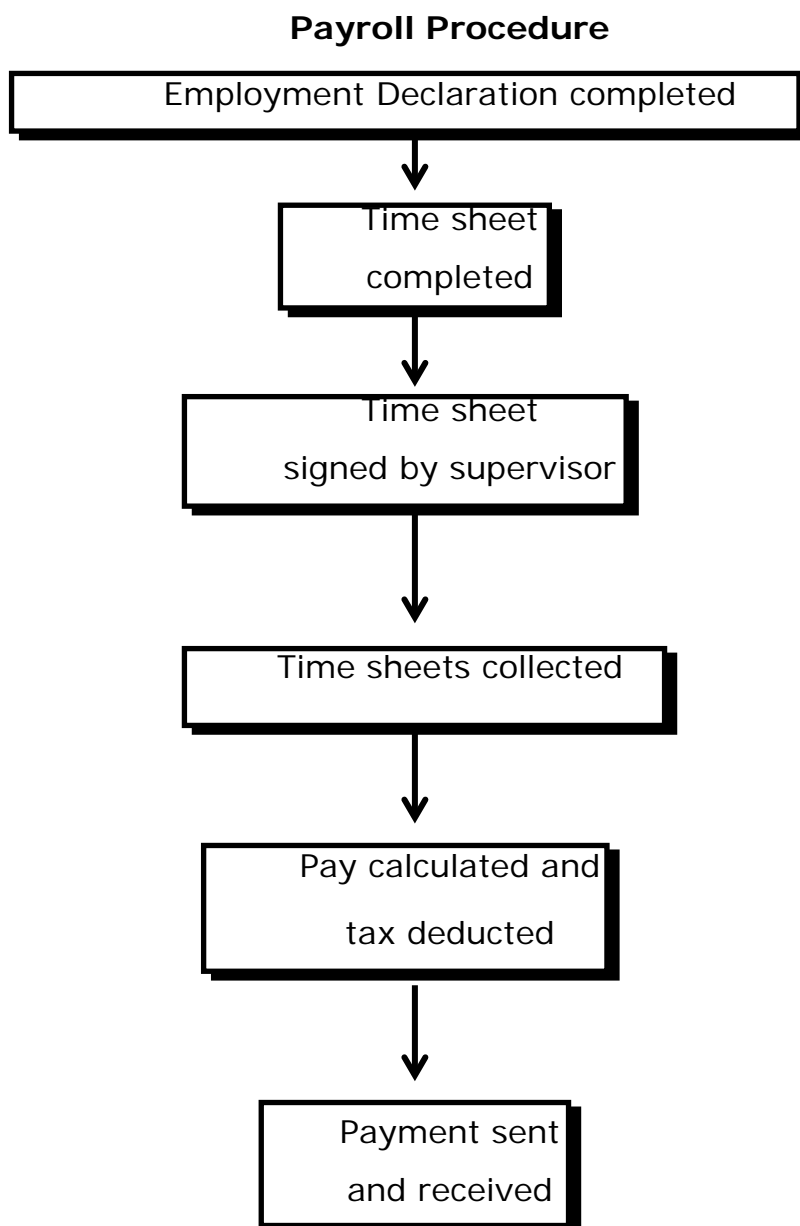 Payroll Procedure
Employment Declaration completed
Time sheet
completed
Time sheet
signed by supervisor
Time sheets collected
Pay calculated and
tax deducted
Payment sent
and received